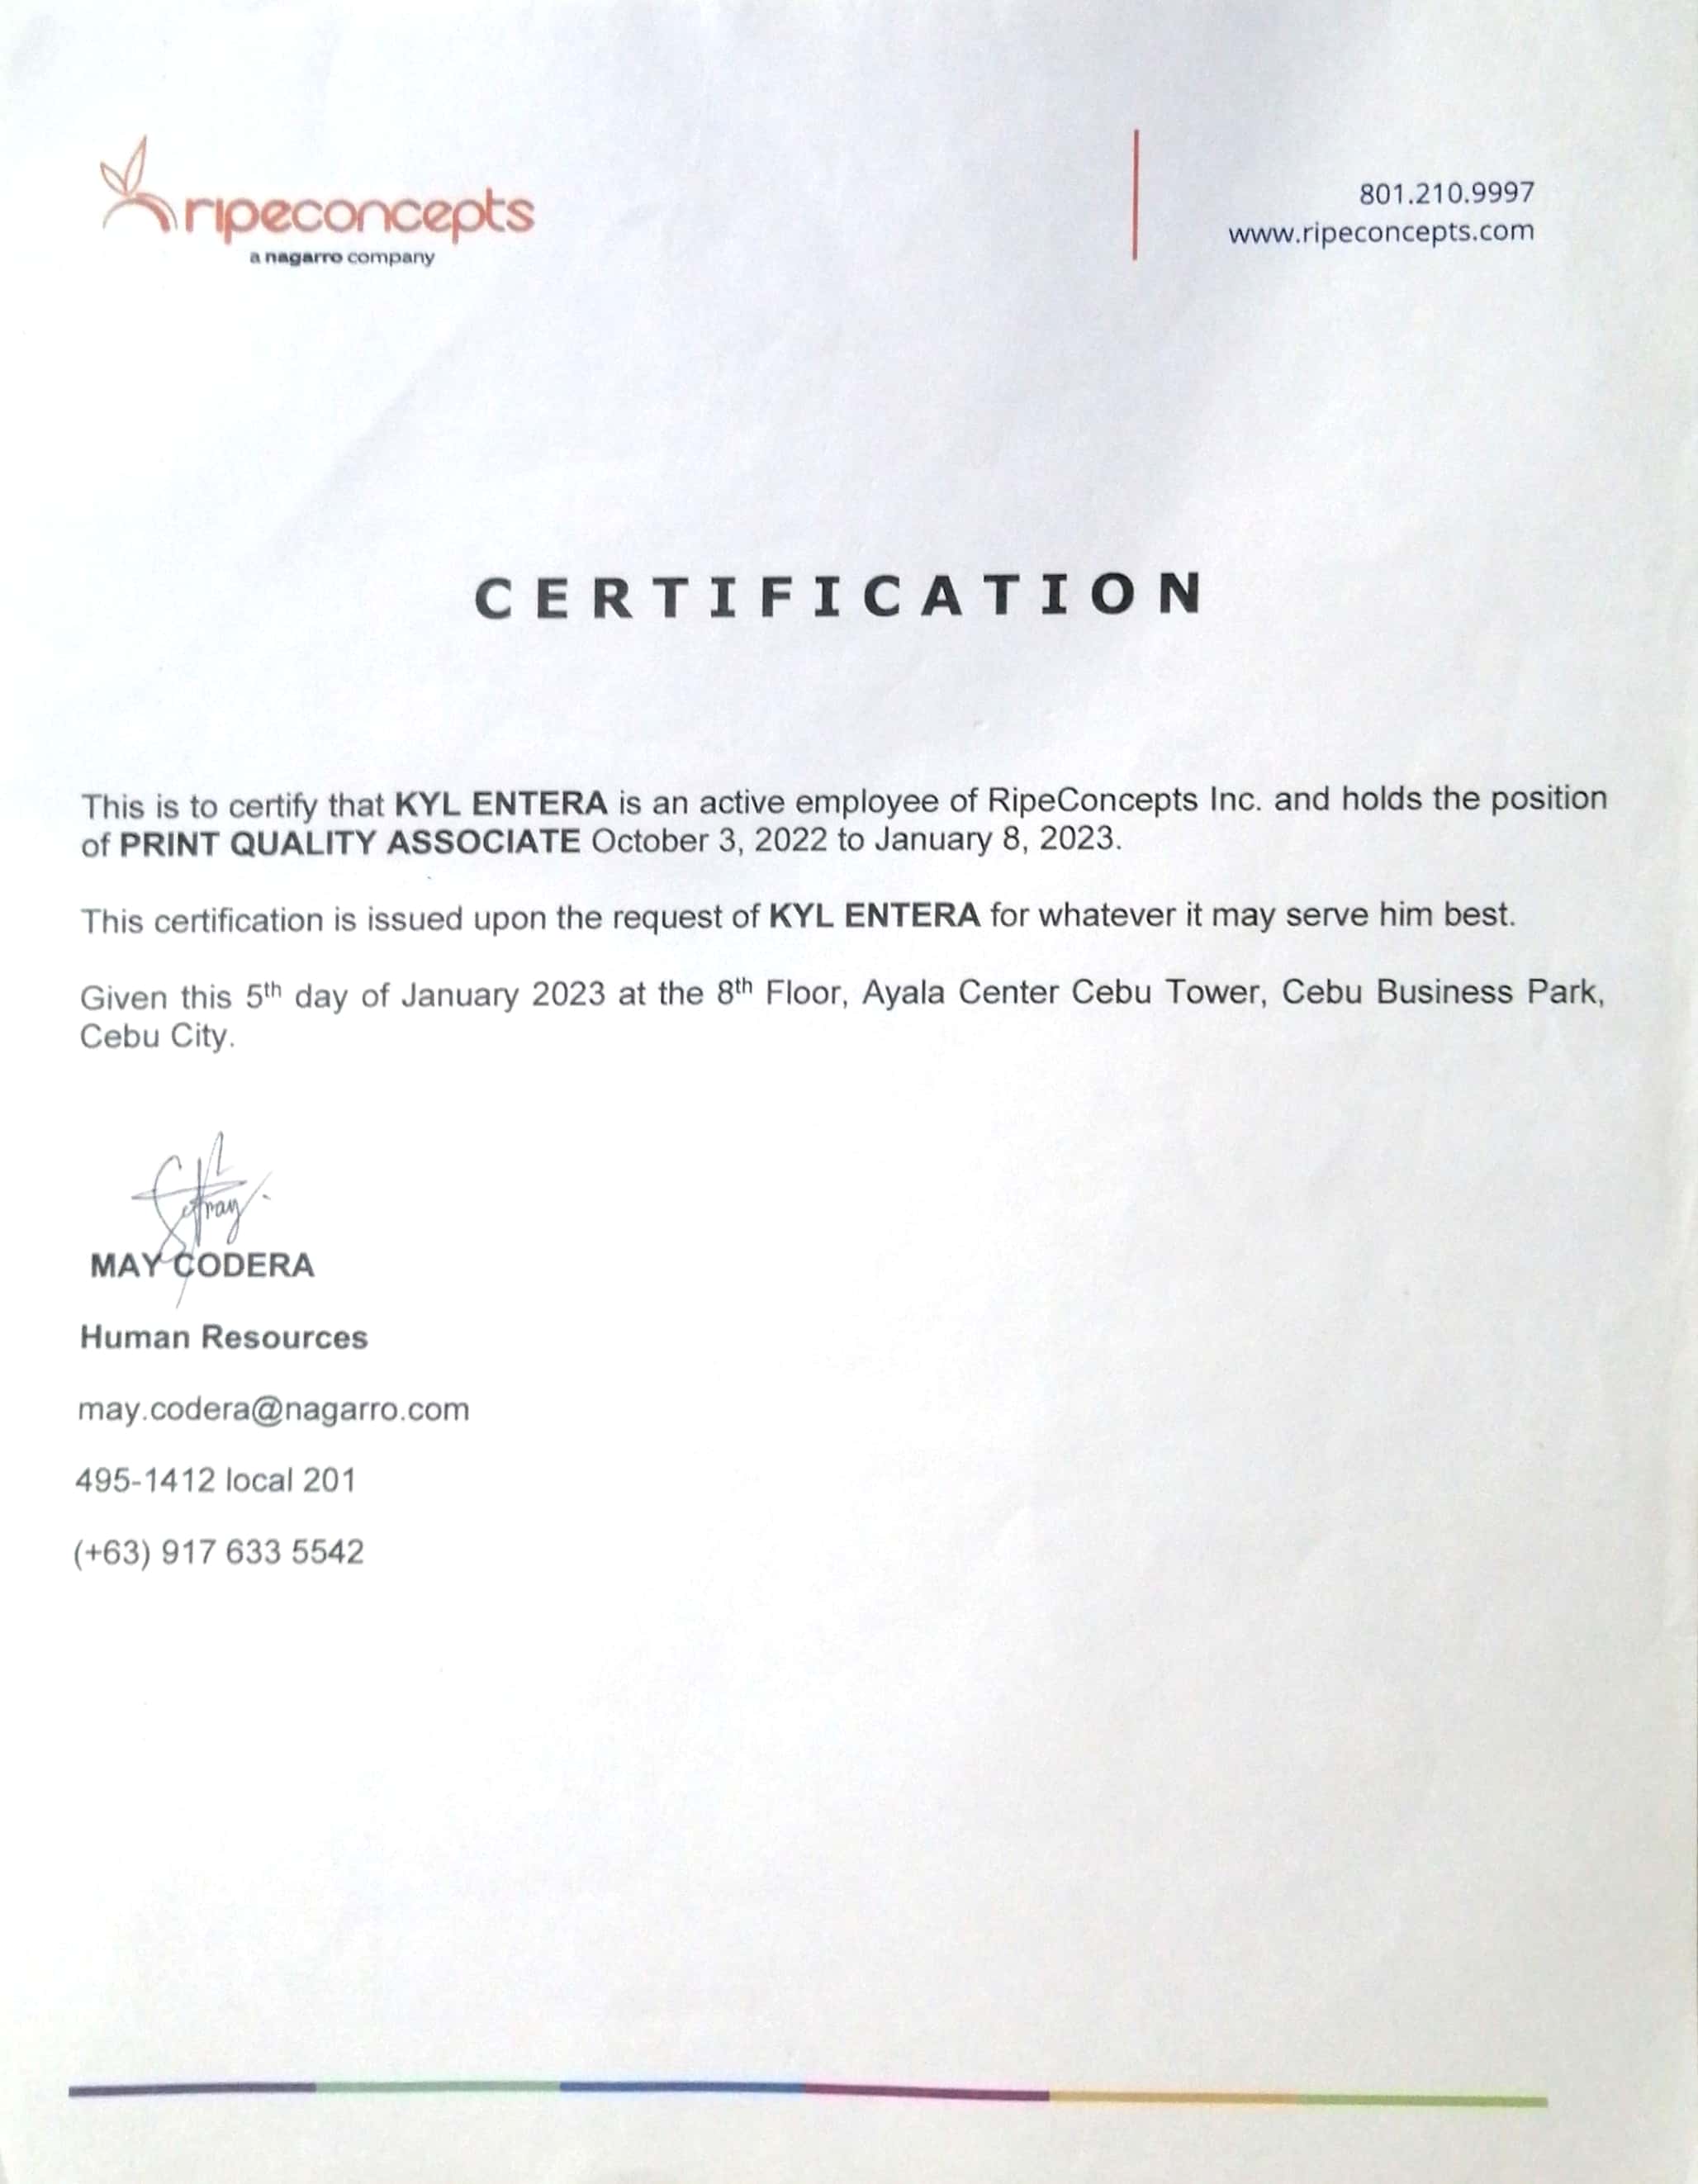 ripeconcepts
a nagarro company
801.210.9997
www.ripeconcepts.com
CERTIFICATION
This is to certify that KYL ENTERA is an active employee of RipeConcepts Inc. and holds the position
of PRINT QUALITY ASSOCIATE October 3, 2022 to January 8, 2023.
This certification is issued upon the request of KYL ENTERA for whatever it may serve him best.
Given this 5th day of January 2023 at the 8th Floor, Ayala Center Cebu Tower, Cebu Business Park,
Cebu City.
MAY CODERA
Human Resources
may.codera@nagarro.com
495-1412 local 201
(+63) 917 633 5542